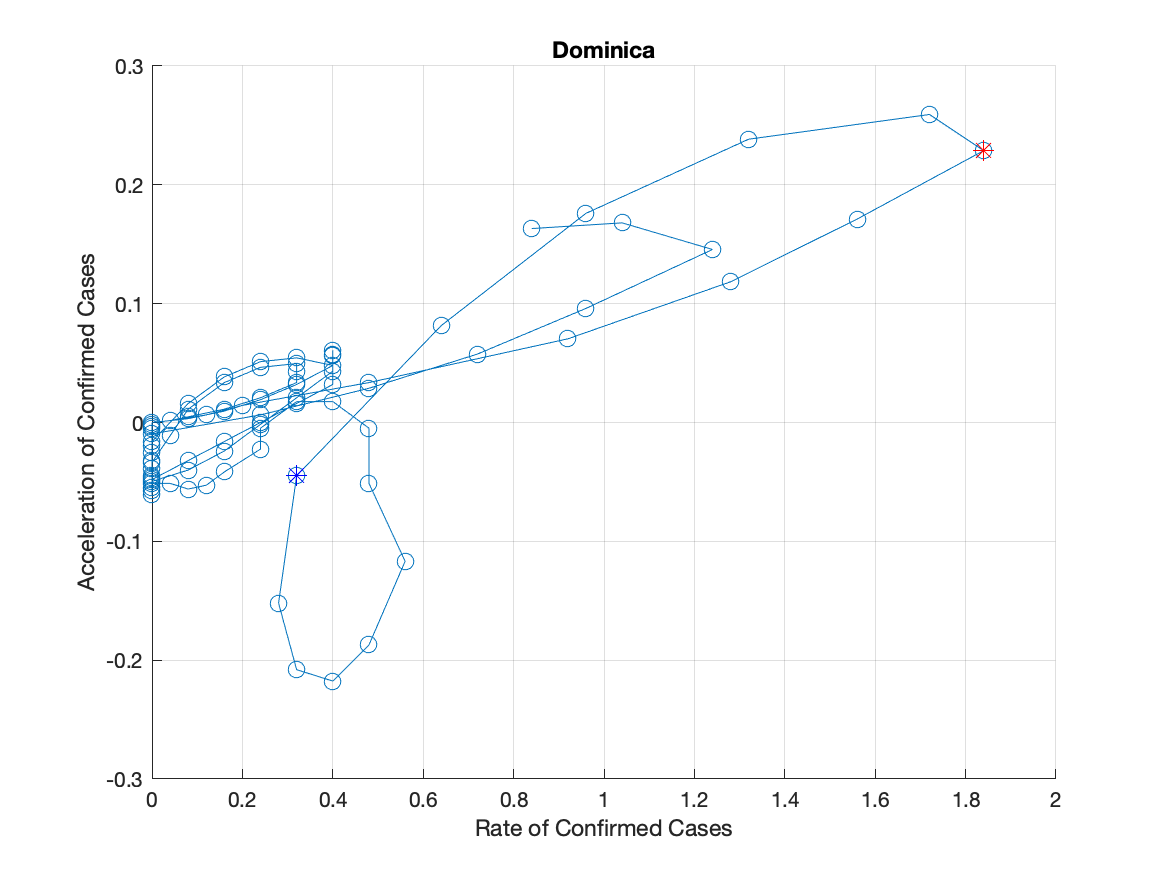 Dominica
0.3
0.2
0.1
0
-0.1
-0.2
-0.3
Acceleration of Confirmed Cases
0 0.2 0.4 0.6 0.8 1 1.2 1.4 1.6 1.8 2
Rate of Confirmed Cases